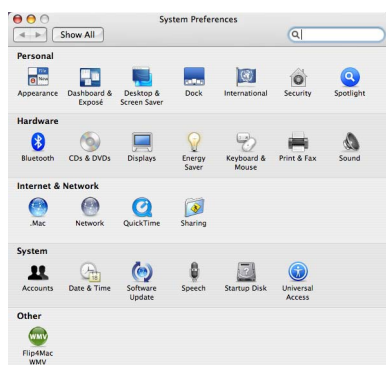 System Preferences
Show All
Personal
Appearance Dashboard & Exposé Desktop & Screen Saver Dock International Security Spotlight
Hardware
Bluetooth CDs & DVDs Displays Energy Saver Keyboard & Mouse Print & Fax Sound
Internet & Network
.Mac Network QuickTime Sharing
System
Accounts Date & Time Software Update Speech Startup Disk Universal Access
Other
WMV
Flip4Mac WMV